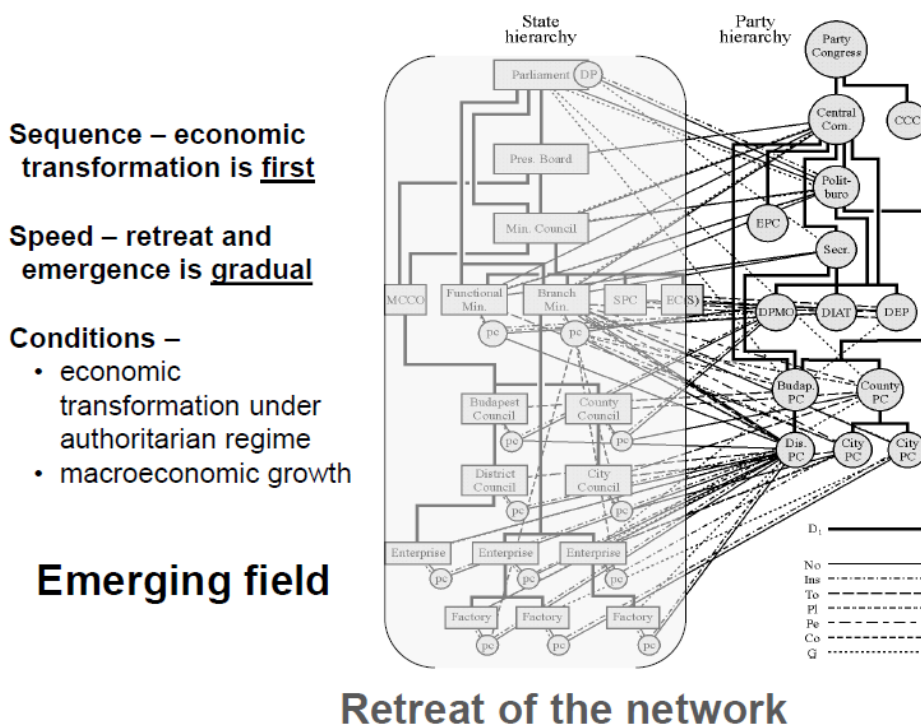 State
hierarchy
Party
hierarchy
Sequence – economic
transformation is first
Speed – retreat and
emergence is gradual
Conditions –
• economic
transformation under
authoritarian regime
• macroeconomic growth
Emerging field
Parliament
DP
Pres. Board
Min. Council
MCCO
Functional
Min.
Branch
Min.
SPC
EC(S)
pc
pc
Budapest
Council
County
Council
pc
pc
District
Council
City
Council
pc
pc
Enterprise
Enterprise
Enterprise
pc
pc
pc
Factory
Factory
Factory
pc
pc
pc
Party
Congress
Central
Com.
CCC
Polit-
buro
EPC
Secr.
DPMO
DIAT
DEP
Budap.
PC
County
PC
Dis.
PC
City
PC
City
PC
D₁
No
Ins
To
Pl
Pe
Co
G
Retreat of the network